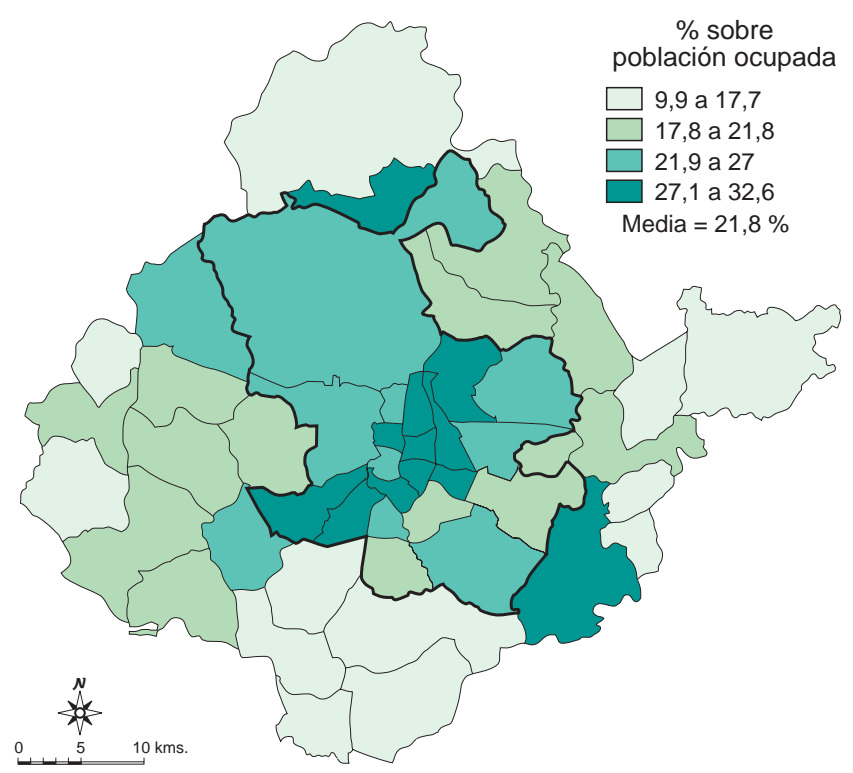 % sobre
población ocupada
9,9 a 17,7
17,8 a 21,8
21,9 a 27
27,1 a 32,6
Media = 21,8 %
N
0 5 10 kms.